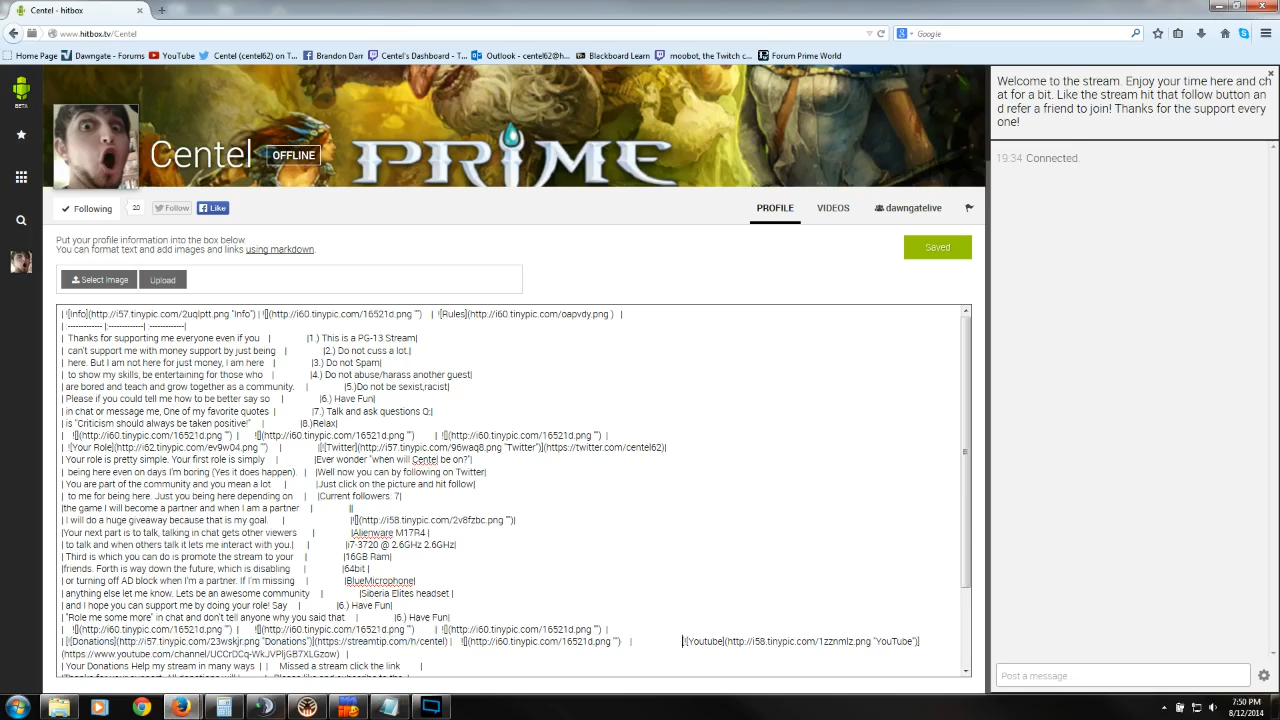 Centel - hitbox
www.hitbox.tv/Centel
Google
Home Page
Dawngate - Forums
YouTube
Centel (centel62) on T...
Brandon Darr
Centel's Dashboard - T...
Outlook - centel62@h...
Blackboard Learn
moobot, the Twitch c...
Forum Prime World
BETA
Centel
OFFLINE
PRIME
Following
20
Follow
Like
PROFILE
VIDEOS
dawngatelive
Put your profile information into the box below
You can format text and add images and links using markdown.
Saved
Select Image
Upload
| ![Info](http://i57.tinypic.com/2uqlptt.png "Info") | ![](http://i60.tinypic.com/16521d.png "") | ![Rules](http://i60.tinypic.com/oapvdy.png ) |
| :------------- |:-------------:| :-------------|
| Thanks for supporting me everyone even if you | |1.) This is a PG-13 Stream|
| can't support me with money support by just being | |2.) Do not cuss a lot.|
| here. But I am not here for just money, I am here | |3.) Do not Spam|
| to show my skills, be entertaining for those who | |4.) Do not abuse/harass another guest|
| are bored and teach and grow together as a community. | |5.)Do not be sexist,racist|
| Please if you could tell me how to be better say so | |6.) Have Fun|
| in chat or message me, One of my favorite quotes | |7.) Talk and ask questions Q:|
| is "Criticism should always be taken positive!" | |8.)Relax|
| ![](http://i60.tinypic.com/16521d.png "") | ![](http://i60.tinypic.com/16521d.png "") | ![](http://i60.tinypic.com/16521d.png "") |
| ![Your Role](http://i62.tinypic.com/ev9w04.png "") | |[![Twitter](http://i57.tinypic.com/96waq8.png "Twitter")](https://twitter.com/centel62)|
| Your role is pretty simple. Your first role is simply | |Ever wonder "when will Centel be on?"|
| being here even on days I'm boring (Yes it does happen). | |Well now you can by following on Twitter|
| You are part of the community and you mean a lot | |Just click on the picture and hit follow|
| to me for being here. Just you being here depending on | |Current followers: 7|
|the game I will become a partner and when I am a partner | ||
| I will do a huge giveaway because that is my goal. | |![](http://i58.tinypic.com/2v8fzbc.png "")|
|Your next part is to talk, talking in chat gets other viewers | |Alienware M17R4 |
| to talk and when others talk it lets me interact with you.| | |i7-3720 @ 2.6GHz 2.6GHz|
| Third is which you can do is promote the stream to your | |16GB Ram|
|friends. Forth is way down the future, which is disabling | |64bit |
| or turning off AD block when I'm a partner. If I'm missing | |BlueMicrophone|
| anything else let me know. Lets be an awesome community | |Siberia Elites headset |
| and I hope you can support me by doing your role! Say | |6.) Have Fun|
| "Role me some more" in chat and don't tell anyone why you said that. | |6.) Have Fun|
| ![](http://i60.tinypic.com/16521d.png "") | ![](http://i60.tinypic.com/16521d.png "") | ![](http://i60.tinypic.com/16521d.png "") |
| [![Donations](http://i57.tinypic.com/23wskjr.png "Donations")](https://streamtip.com/h/centel) | ![](http://i60.tinypic.com/16521d.png "") | [![Youtube](http://i58.tinypic.com/1zznmlz.png "YouTube")]
(https://www.youtube.com/channel/UCCrDCq-WkJVPljGB7XLGzow) |
| Your Donations Help my stream in many ways | | Missed a stream click the link |
Welcome to the stream. Enjoy your time here and ch
at for a bit. Like the stream hit that follow button an
d refer a friend to join! Thanks for the support every
one!
19:34 Connected.
Post a message
7:50 PM
8/12/2014